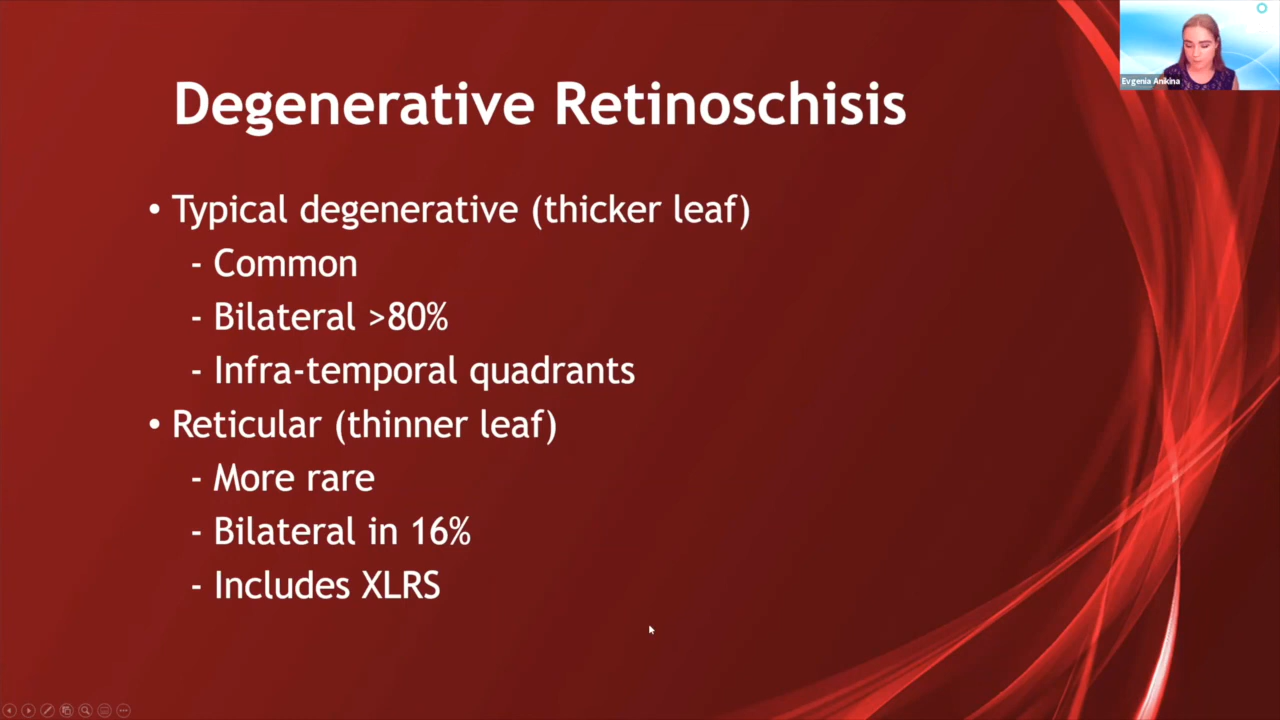 Degenerative Retinoschisis
• Typical degenerative (thicker leaf)
- Common
- Bilateral >80%
- Infra-temporal quadrants
• Reticular (thinner leaf)
- More rare
- Bilateral in 16%
- Includes XLRS
Evgenia Anikina